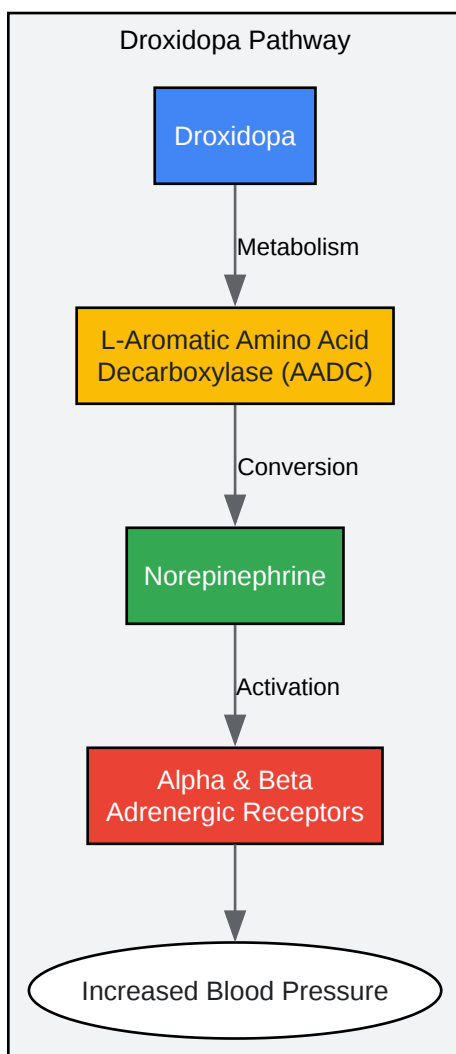 Droxidopa Pathway
Droxidopa
Metabolism
L-Aromatic Amino Acid
Decarboxylase (AADC)
Conversion
Norepinephrine
Activation
Alpha & Beta
Adrenergic Receptors
Increased Blood Pressure